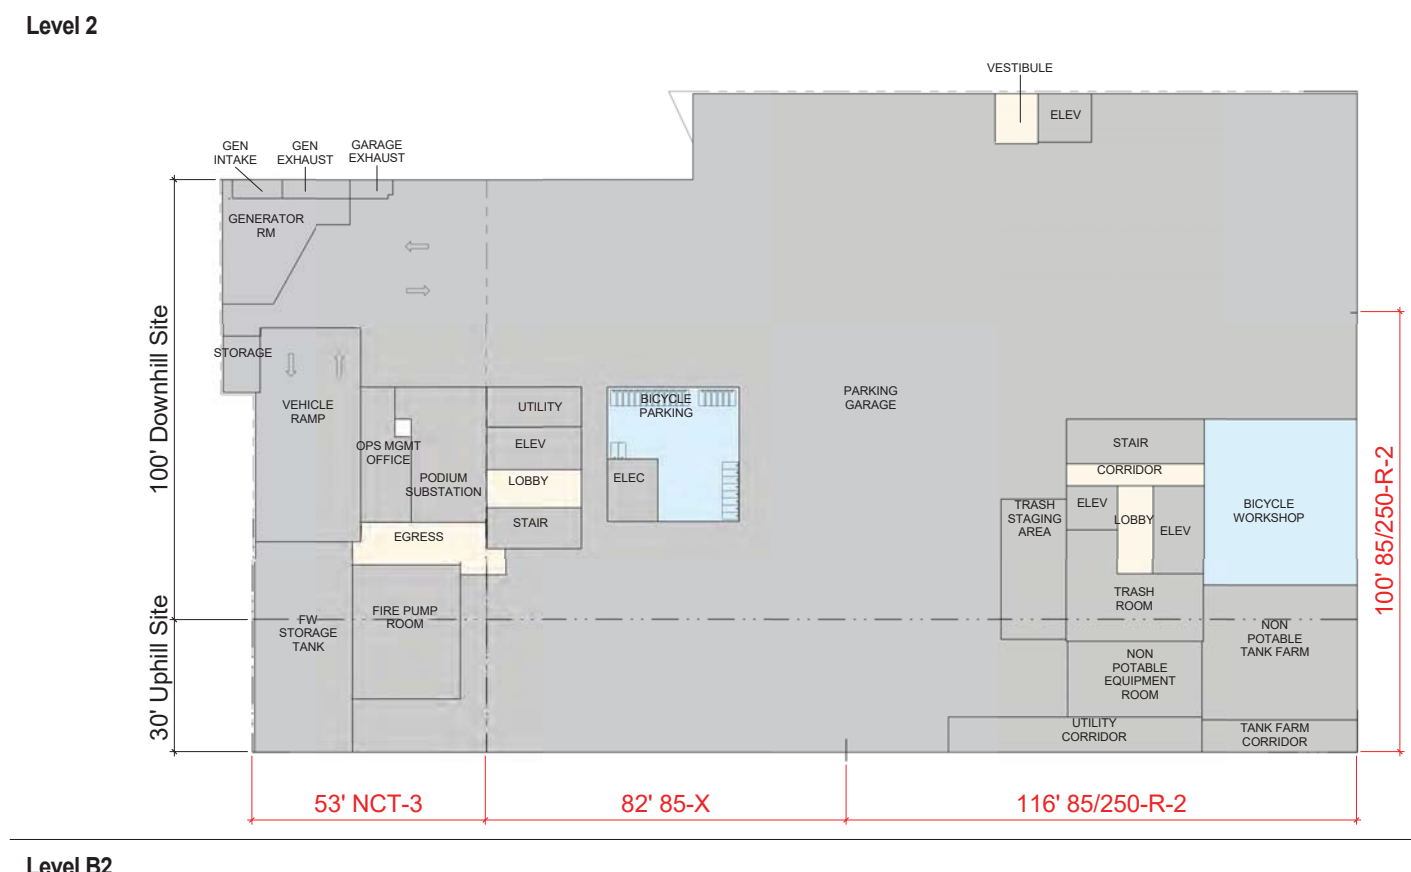 Level 2
VESTIBULE
ELEV
GEN
INTAKE
GEN
EXHAUST
GARAGE
EXHAUST
GENERATOR
RM
100' Downhill Site
STORAGE
VEHICLE
RAMP
OPS MGMT
OFFICE
PODIUM
SUBSTATION
UTILITY
ELEV
LOBBY
STAIR
EGRESS
BICYCLE
PARKING
ELEC
PARKING
GARAGE
STAIR
CORRIDOR
ELEV
LOBBY
ELEV
TRASH
STAGING
AREA
BICYCLE
WORKSHOP
100' 85/250-R-2
TRASH
ROOM
30' Uphill Site
FW
STORAGE
TANK
FIRE PUMP
ROOM
NON
POTABLE
TANK FARM
NON
POTABLE
EQUIPMENT
ROOM
UTILITY
CORRIDOR
TANK FARM
CORRIDOR
53' NCT-3
82' 85-X
116' 85/250-R-2
Level B2